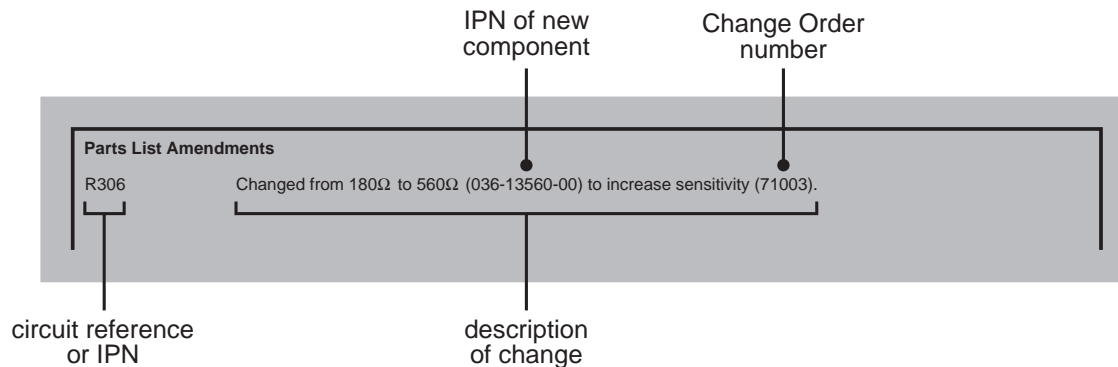 IPN of new
component
Change Order
number
Parts List Amendments
R306 Changed from 180Ω to 560Ω (036-13560-00) to increase sensitivity (71003).
circuit reference
or IPN
description
of change